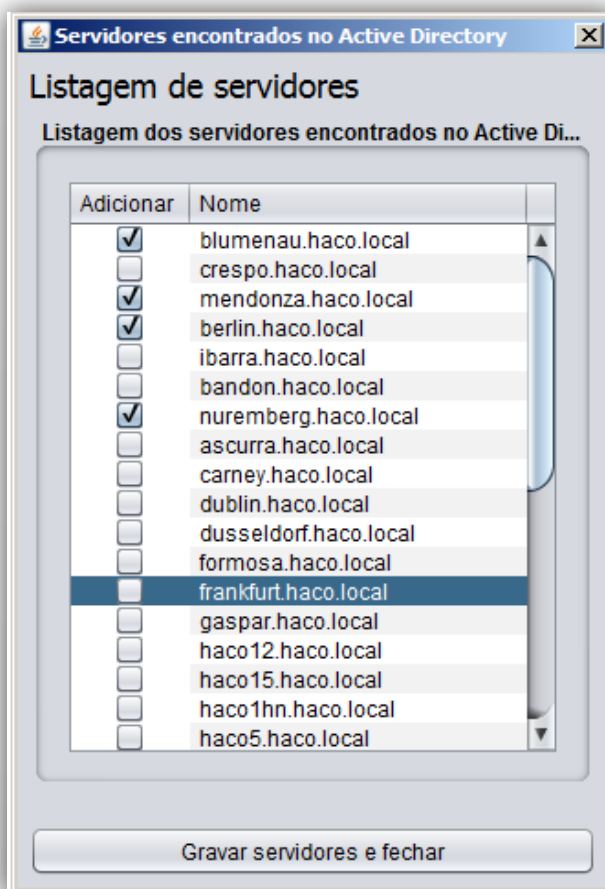 Servidores encontrados no Active Directory
Listagem de servidores
Listagem dos servidores encontrados no Active Di...
Adicionar Nome
blumenau.haco.local
crespo.haco.local
mendonza.haco.local
berlin.haco.local
ibarra.haco.local
bandon.haco.local
nuremberg.haco.local
ascurra.haco.local
carney.haco.local
dublin.haco.local
dusseldorf.haco.local
formosa.haco.local
frankfurt.haco.local
gaspar.haco.local
haco12.haco.local
haco15.haco.local
haco1hn.haco.local
haco5.haco.local
Gravar servidores e fechar